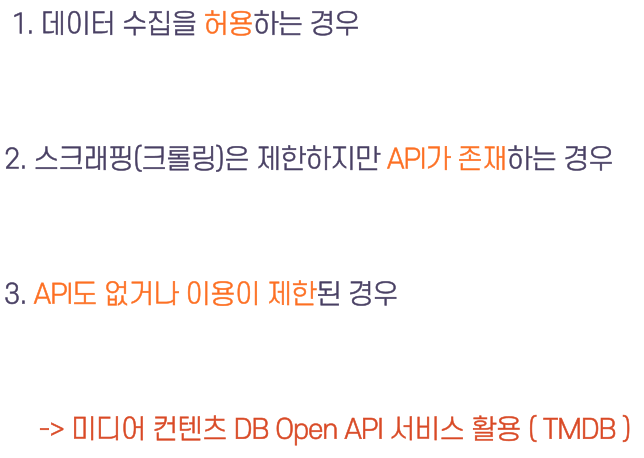 1. 데이터 수집을 허용하는 경우
2. 스크래핑(크롤링)은 제한하지만 API가 존재하는 경우
3. API도 없거나 이용이 제한된 경우
-> 미디어 컨텐츠 DB Open API 서비스 활용 ( TMDB )